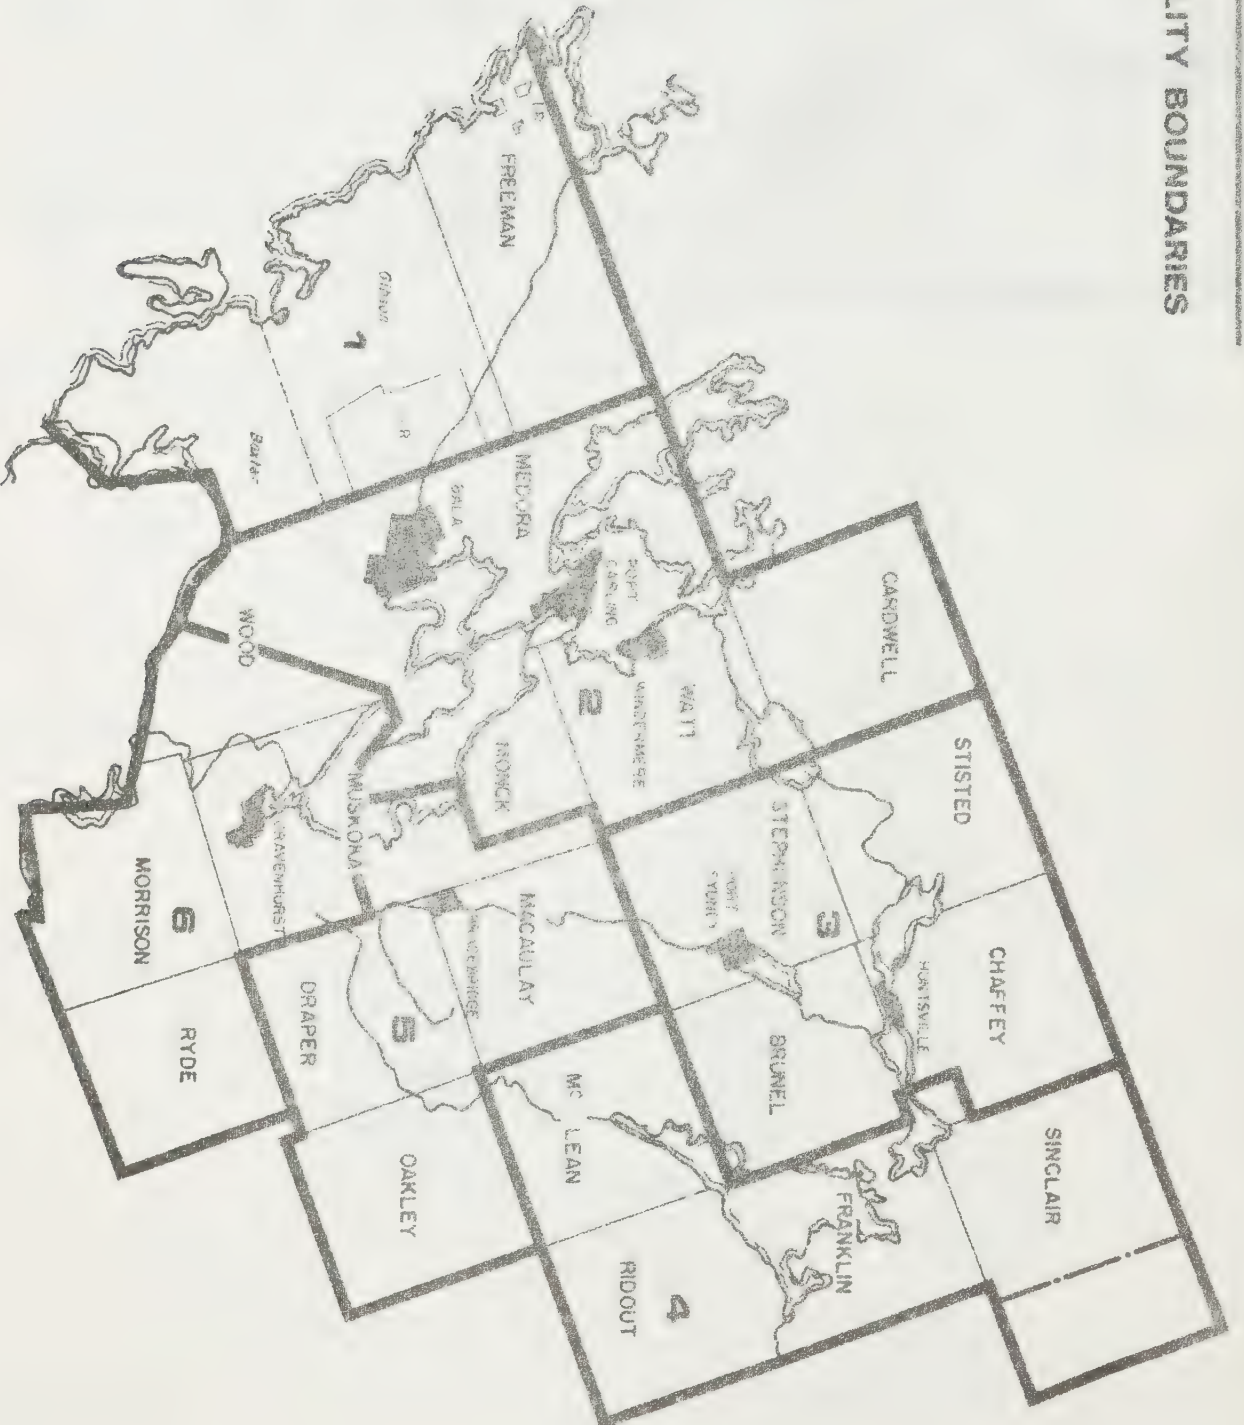 LITY BOUNDARIES
CARDWELL
STISTED
CHAFFEY
SINCLAIR
HUNTSVILLE
FRANKLIN
3
STEPHENSON
PORT
SYDNEY
BRUNEL
WATT
WINDERMERE
2
PORT
CARLING
MEDORA
BALA
MONCK
FREEMAN
Gibson
1
R
Baxter
WOOD
MUSKOKA
GRAVENHURST
MORRISON
6
RYDE
MACAULAY
BRACEBRIDGE
5
DRAPER
OAKLEY
Mc LEAN
RIDOUT
4